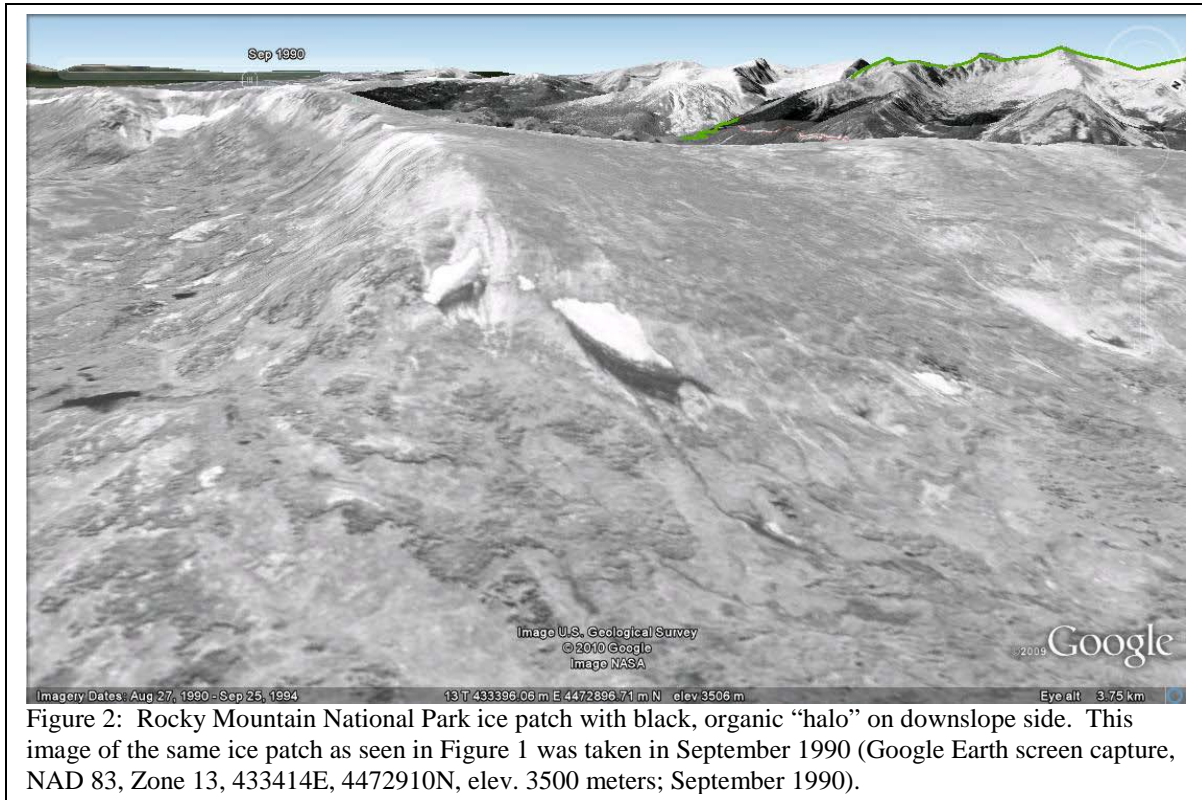 Sep 1990
Image U.S. Geological Survey
© 2010 Google
Image NASA
©2009 Google
Imagery Dates: Aug 27, 1990 - Sep 25, 1994 13 T 433396.06 m E 4472896.71 m N elev 3506 m Eye alt 3.75 km
Figure 2: Rocky Mountain National Park ice patch with black, organic “halo” on downslope side. This
image of the same ice patch as seen in Figure 1 was taken in September 1990 (Google Earth screen capture,
NAD 83, Zone 13, 433414E, 4472910N, elev. 3500 meters; September 1990).